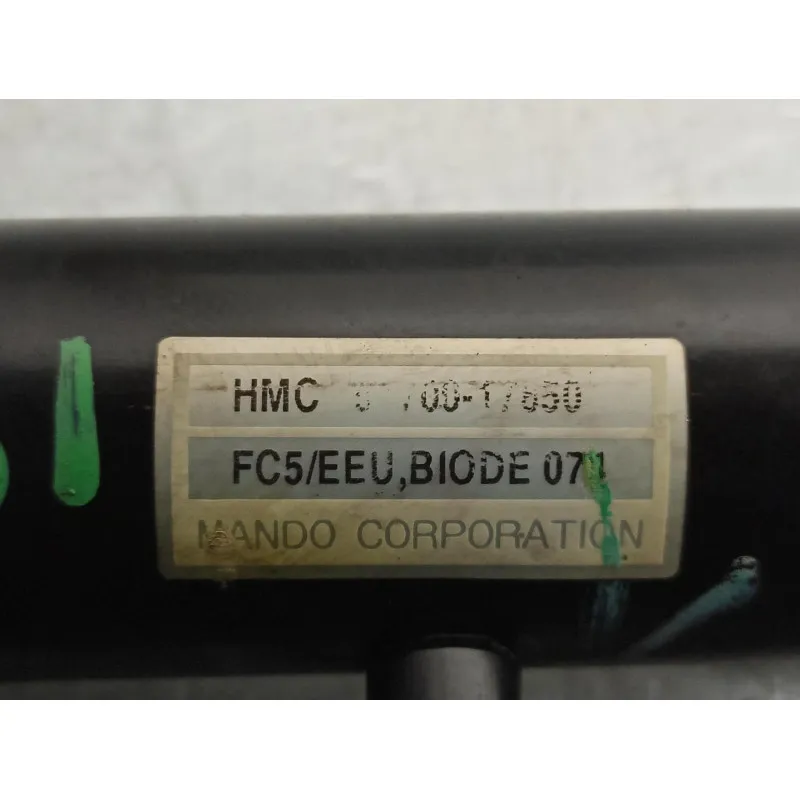 HMC
FC5/EEU,BIODE
MANDO CORPORATION